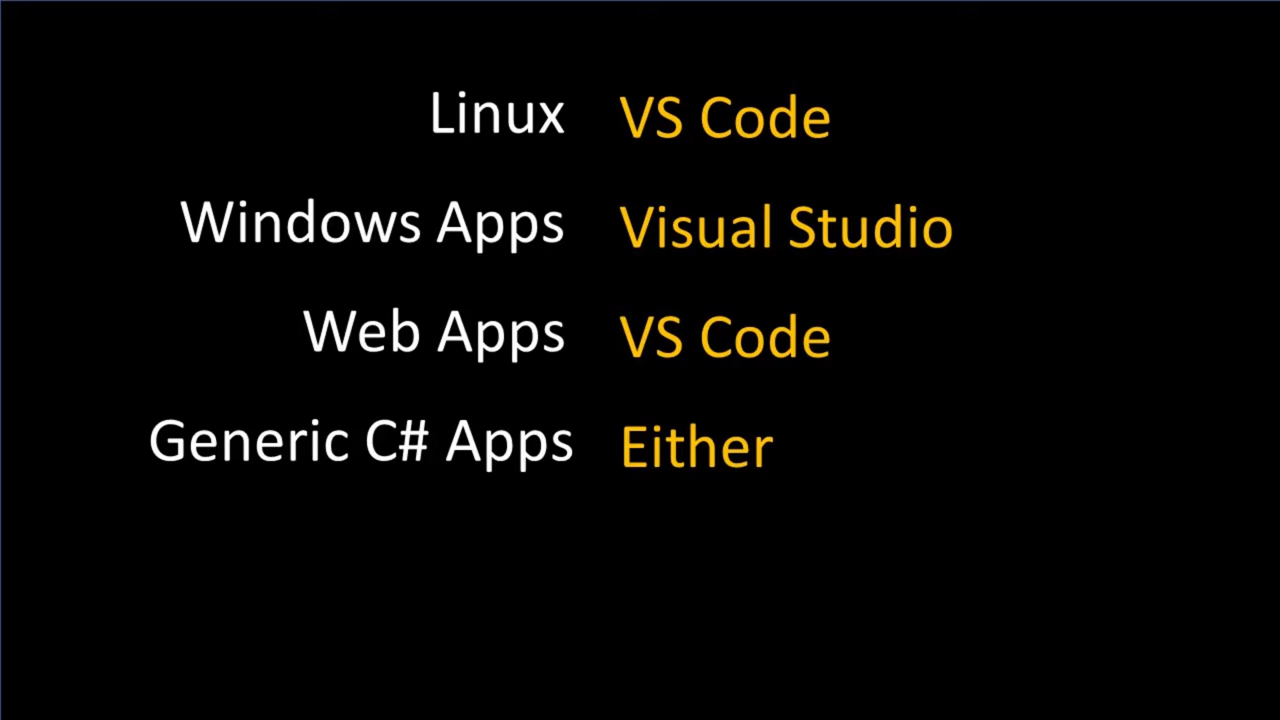 Linux VS Code
Windows Apps Visual Studio
Web Apps VS Code
Generic C# Apps Either